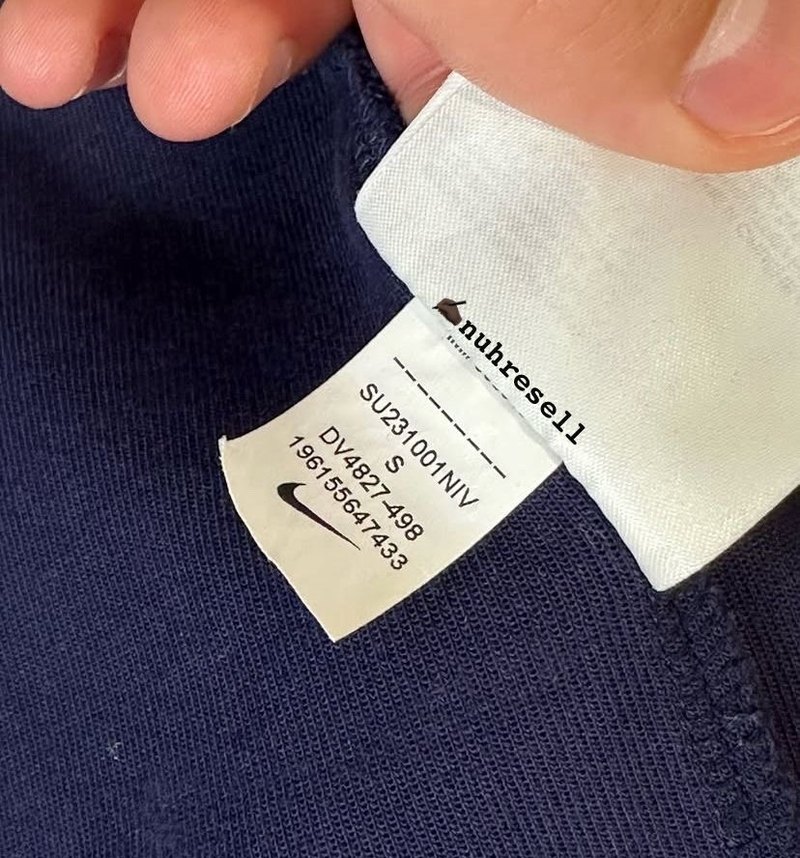 nuhresell
SU231001NIV
S
DV4827-498
196155647433